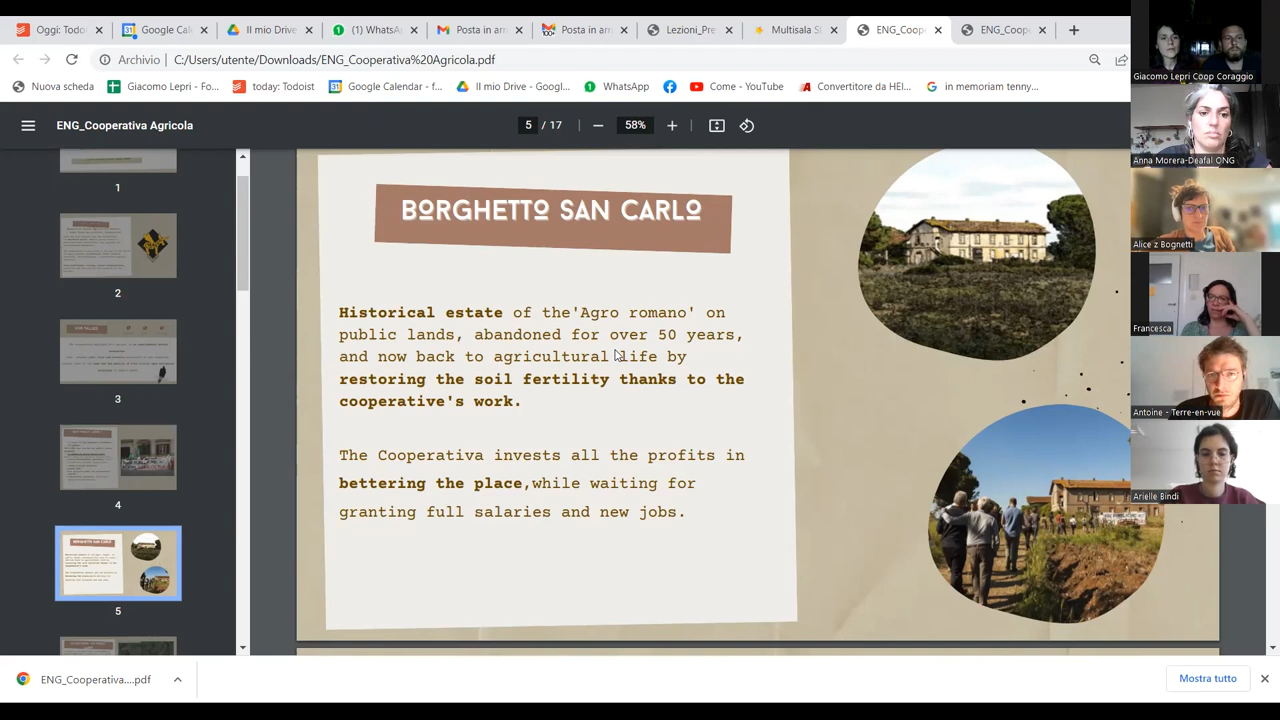 Oggi: Todoi
Google Cal
Il mio Drive
(1) WhatsA
Posta in arr
Posta in arr
Lezioni_Pre
Multisala St
ENG_Coope
ENG_Coope
Archivio C:/Users/utente/Downloads/ENG_Cooperativa%20Agricola.pdf
Nuova scheda
Giacomo Lepri - Fo...
today: Todoist
Google Calendar - f...
Il mio Drive - Googl...
WhatsApp
Come - YouTube
Convertitore da HEI...
in memoriam tenny...
ENG_Cooperativa Agricola
5 / 17
58%
1
2
3
4
5
BORGHETTO SAN CARLO
Historical estate of the'Agro romano' on
public lands, abandoned for over 50 years,
and now back to agricultural life by
restoring the soil fertility thanks to the
cooperative's work.
The Cooperativa invests all the profits in
bettering the place,while waiting for
granting full salaries and new jobs.
Giacomo Lepri Coop Coraggio
Anna Morera-Deafal ONG
Alice z Bognetti
Francesca
Antoine - Terre-en-vue
Arielle Bindi
ENG_Cooperativa....pdf
Mostra tutto